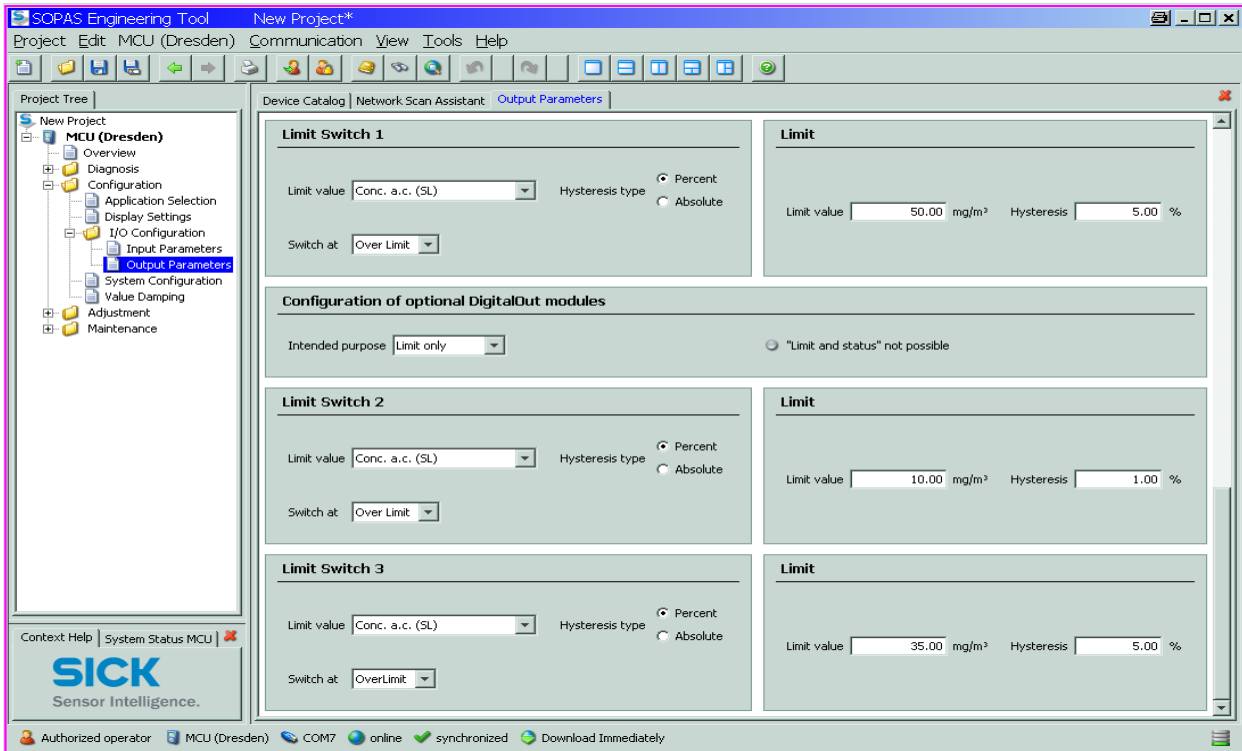 SOPAS Engineering Tool New Project*
Project Edit MCU (Dresden) Communication View Tools Help
Project Tree
New Project
MCU (Dresden)
Overview
Diagnosis
Configuration
Application Selection
Display Settings
I/O Configuration
Input Parameters
Output Parameters
System Configuration
Value Damping
Adjustment
Maintenance
Context Help System Status MCU
SICK
Sensor Intelligence.
Device Catalog Network Scan Assistant Output Parameters
Limit Switch 1
Limit value Conc. a.c. (SL) Hysteresis type Percent
Absolute
Switch at Over Limit
Limit
Limit value 50.00 mg/m³ Hysteresis 5.00 %
Configuration of optional DigitalOut modules
Intended purpose Limit only "Limit and status" not possible
Limit Switch 2
Limit value Conc. a.c. (SL) Hysteresis type Percent
Absolute
Switch at Over Limit
Limit
Limit value 10.00 mg/m³ Hysteresis 1.00 %
Limit Switch 3
Limit value Conc. a.c. (SL) Hysteresis type Percent
Absolute
Switch at OverLimit
Limit
Limit value 35.00 mg/m³ Hysteresis 5.00 %
Authorized operator MCU (Dresden) COM7 online synchronized Download Immediately